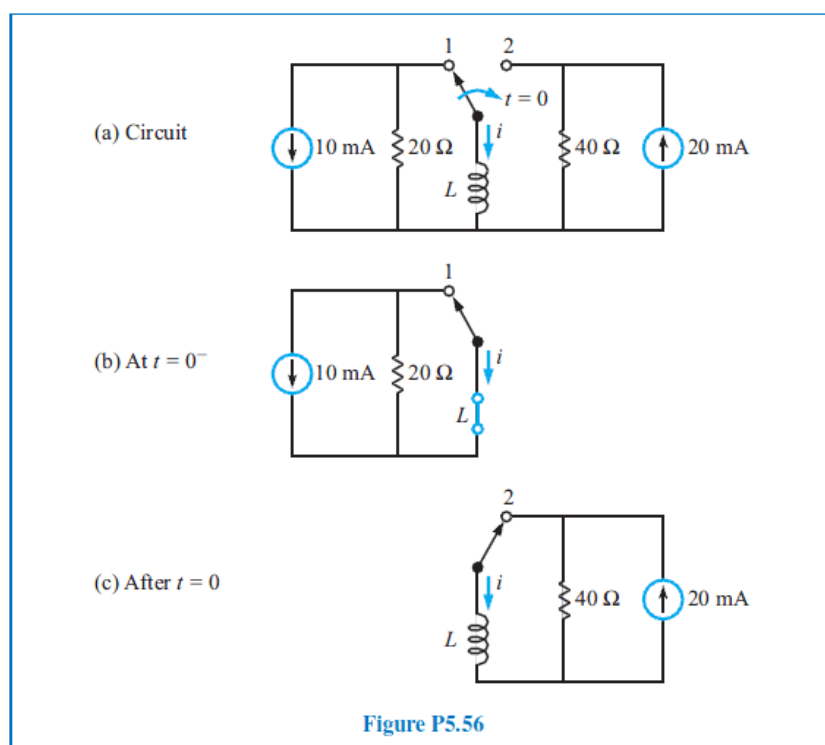 1 2
t = 0
(a) Circuit
10 mA 20 Ω i 40 Ω 20 mA
L
1
(b) At t = 0⁻
10 mA 20 Ω i
L
2
(c) After t = 0
i 40 Ω 20 mA
L
Figure P5.56